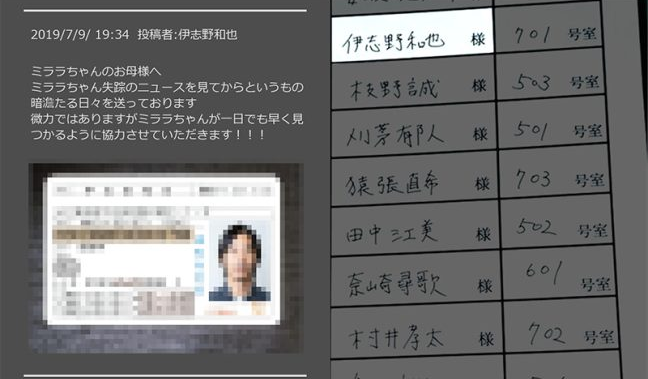 2019/7/9/ 19:34 投稿者:伊志野和也
ミララちゃんのお母様へ
ミララちゃん失踪のニュースを見てからというもの
暗澹たる日々を送っております
微力ではありますがミララちゃんが一日でも早く見
つかるように協力させていただきます！！！
伊志野和也 様 701 号室
枝野誠 様 503 号室
刈茅郁人 様 501 号室
猿張直希 様 703 号室
田中江美 様 502 号室
奈崎尋歌 様 601 号室
村井孝太 様 702 号室